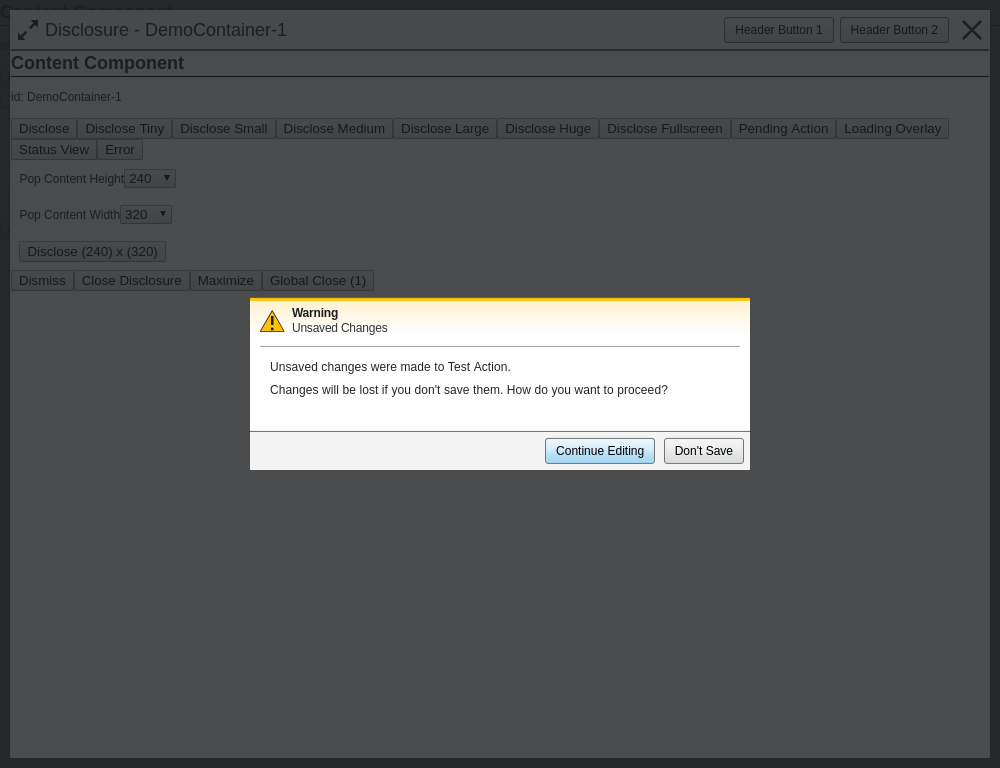 Content Component
Disclosure - DemoContainer-1
Header Button 1
Header Button 2
Content Component
id: DemoContainer-1
Disclose
Disclose Tiny
Disclose Small
Disclose Medium
Disclose Large
Disclose Huge
Disclose Fullscreen
Pending Action
Loading Overlay
Status View
Error
Pop Content Height 240
Pop Content Width 320
Disclose (240) x (320)
Dismiss
Close Disclosure
Maximize
Global Close (1)
Warning
Unsaved Changes
Unsaved changes were made to Test Action.
Changes will be lost if you don't save them. How do you want to proceed?
Continue Editing
Don't Save